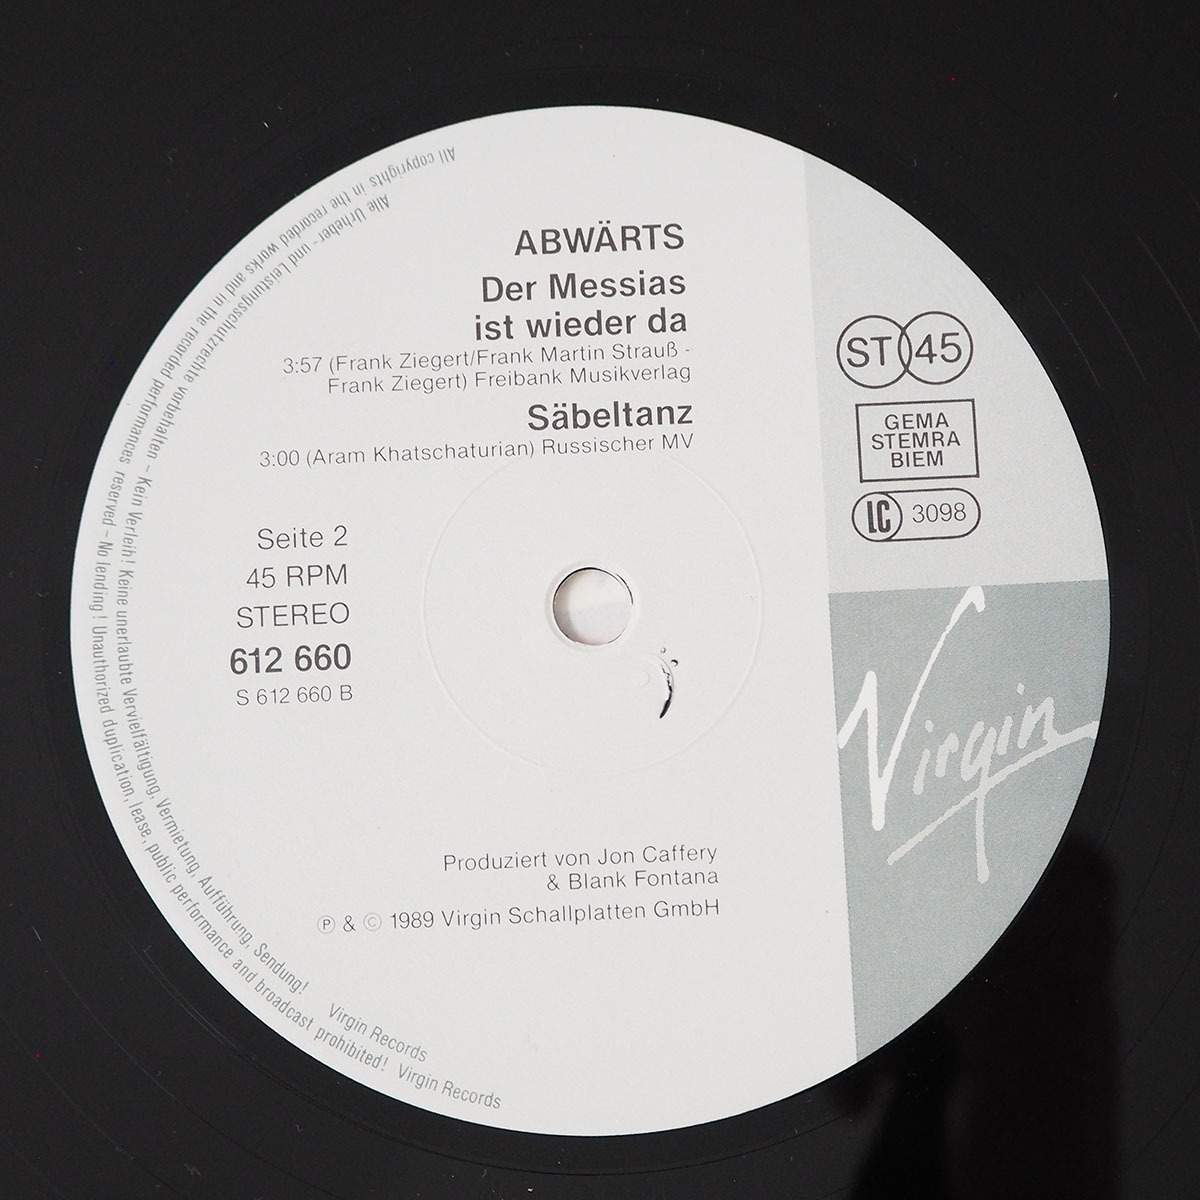 ABWÄRTS
Der Messias
ist wieder da
3:57 (Frank Ziegert/Frank Martin Strauß -
Frank Ziegert) Freibank Musikverlag
Säbeltanz
3:00 (Aram Khatschaturian) Russischer MV
Seite 2
45 RPM
STEREO
612 660
S 612 660 B
ST 45
GEMA
STEMRA
BIEM
LC 3098
Virgin
Produziert von Jon Caffery
& Blank Fontana
Ⓟ & © 1989 Virgin Schallplatten GmbH
Alle Urheber- und Leistungsschutzrechte vorbehalten – Kein Verleih! Keine unerlaubte Vervielfältigung, Vermietung, Aufführung, Sendung! Virgin Records
All copyrights in the recorded works and in the recorded performances reserved – No lending! Unauthorized duplication, lease, public performance and broadcast prohibited! Virgin Records